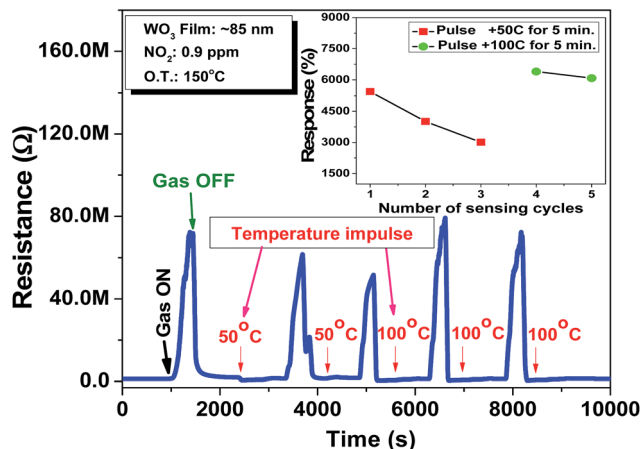 WO3 Film: ~85 nm
NO2: 0.9 ppm
O.T.: 150°C
Pulse +50C for 5 min.
Pulse +100C for 5 min.
Response (%)
9000
7500
6000
4500
3000
1500
1 2 3 4 5
Number of sensing cycles
Resistance (Ω)
160.0M
120.0M
80.0M
40.0M
0.0
Gas OFF
Gas ON
Temperature impulse
50°C 50°C 100°C 100°C 100°C
0 2000 4000 6000 8000 10000
Time (s)